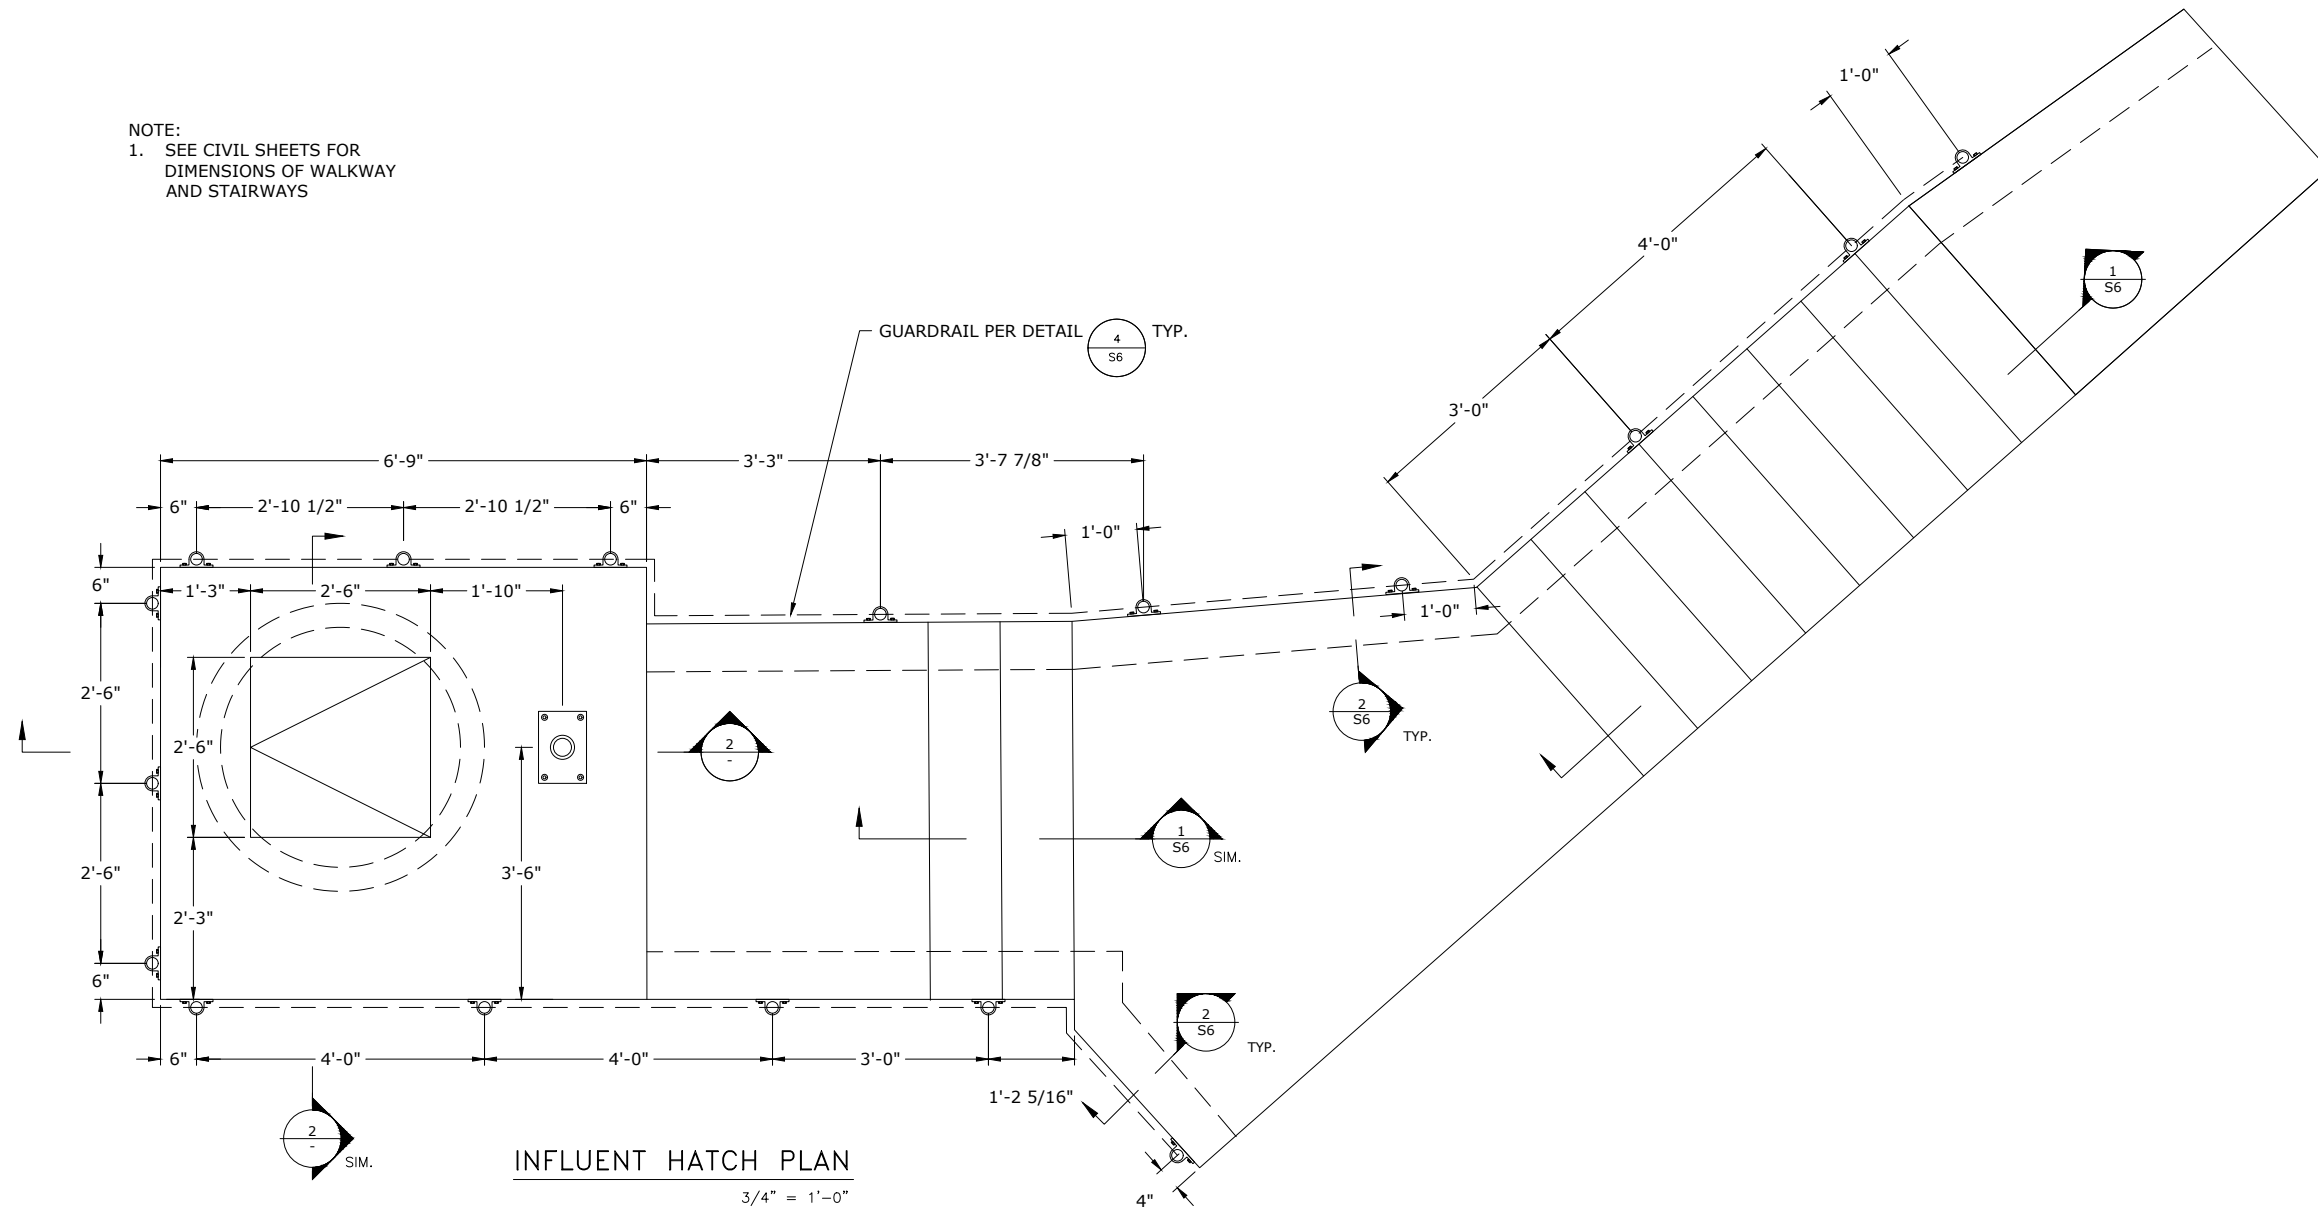 1'-0"
NOTE:
1. SEE CIVIL SHEETS FOR
DIMENSIONS OF WALKWAY
AND STAIRWAYS
4'-0"
1
S6
GUARDRAIL PER DETAIL 4 TYP.
S6
3'-0"
6'-9" 3'-3" 3'-7 7/8"
6" 2'-10 1/2" 2'-10 1/2" 6"
1'-0"
6"
1'-3" 2'-6" 1'-10"
1'-0"
2'-6"
2
S6
TYP.
2'-6"
2
-
1
S6
SIM.
2'-6"
3'-6"
2'-3"
6"
2
S6
TYP.
6" 4'-0" 4'-0" 3'-0"
1'-2 5/16"
2
-
SIM.
INFLUENT HATCH PLAN
3/4" = 1'-0"
4"